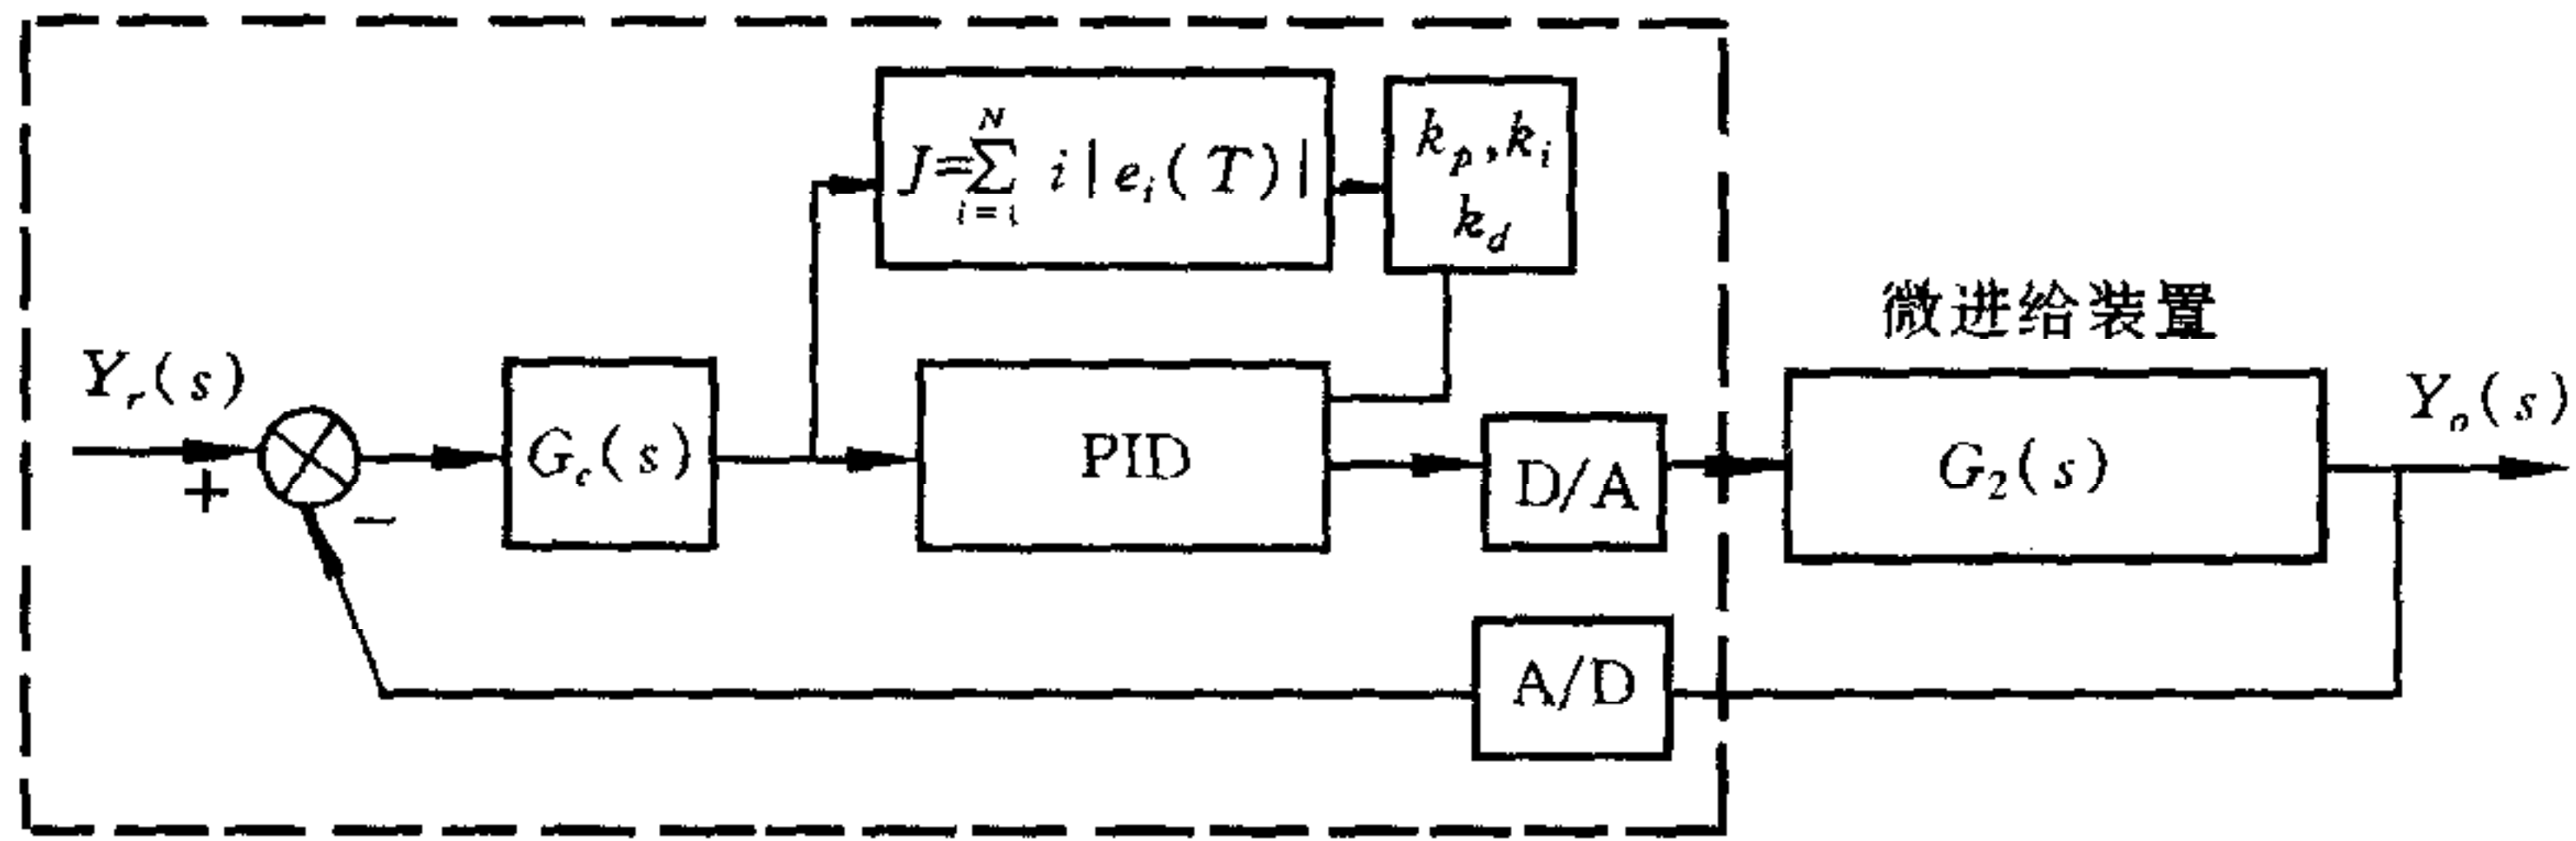 J=∑_{i=1}^{N} i|e_i(T)|
k_p,k_i
k_d
微进给装置
Y_r(s)
+
−
G_c(s)
PID
D/A
G_2(s)
Y_o(s)
A/D